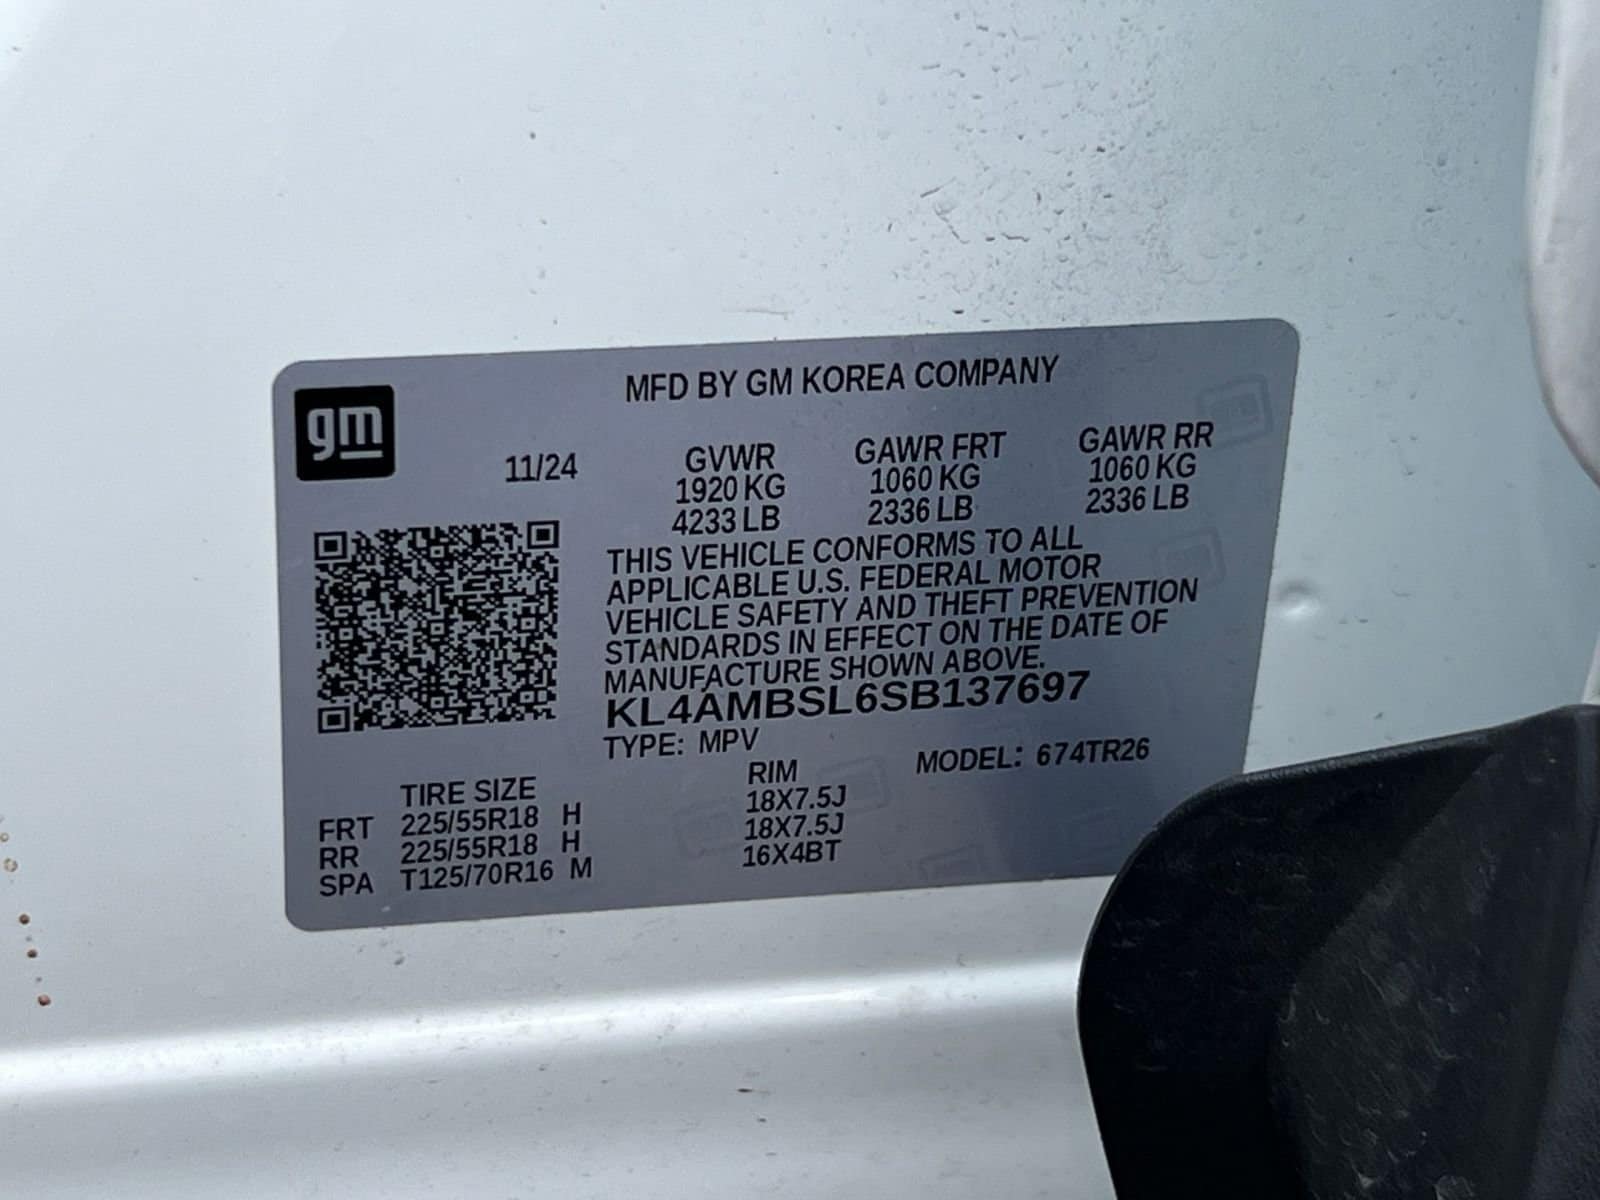 gm
MFD BY GM KOREA COMPANY
11/24 GVWR GAWR FRT GAWR RR
1920 KG 1060 KG 1060 KG
4233 LB 2336 LB 2336 LB
THIS VEHICLE CONFORMS TO ALL
APPLICABLE U.S. FEDERAL MOTOR
VEHICLE SAFETY AND THEFT PREVENTION
STANDARDS IN EFFECT ON THE DATE OF
MANUFACTURE SHOWN ABOVE.
KL4AMBSL6SB137697
TYPE: MPV MODEL: 674TR26
TIRE SIZE RIM
FRT 225/55R18 H 18X7.5J
RR 225/55R18 H 18X7.5J
SPA T125/70R16 M 16X4BT